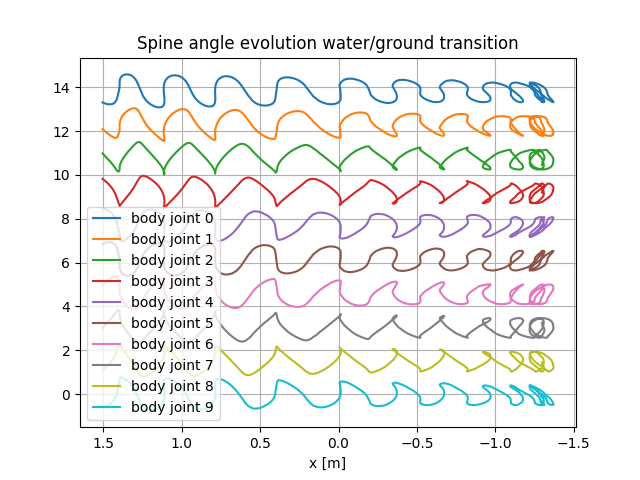 Spine angle evolution water/ground transition
14
12
10
8
6
4
2
0
body joint 0
body joint 1
body joint 2
body joint 3
body joint 4
body joint 5
body joint 6
body joint 7
body joint 8
body joint 9
1.5 1.0 0.5 0.0 −0.5 −1.0 −1.5
x [m]